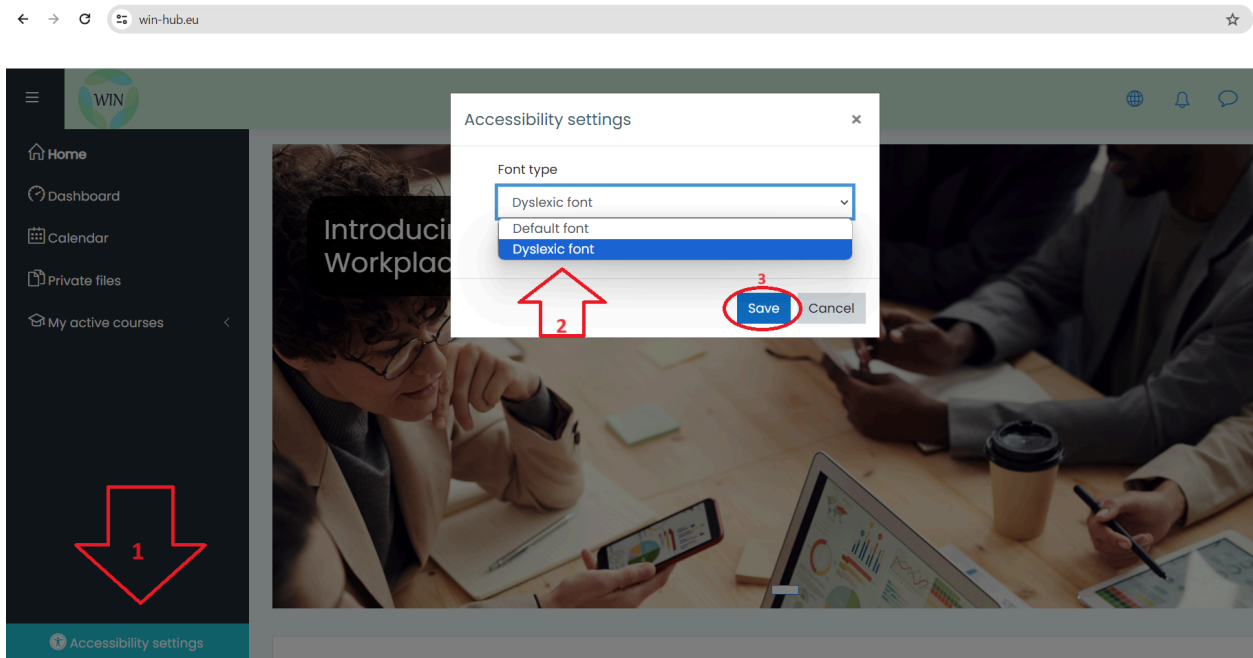 win-hub.eu
WIN
Home
Dashboard
Calendar
Private files
My active courses
Accessibility settings
Font type
Dyslexic font
Default font
Dyslexic font
Save
Cancel
Introduci
Workplac
1
2
3
Accessibility settings